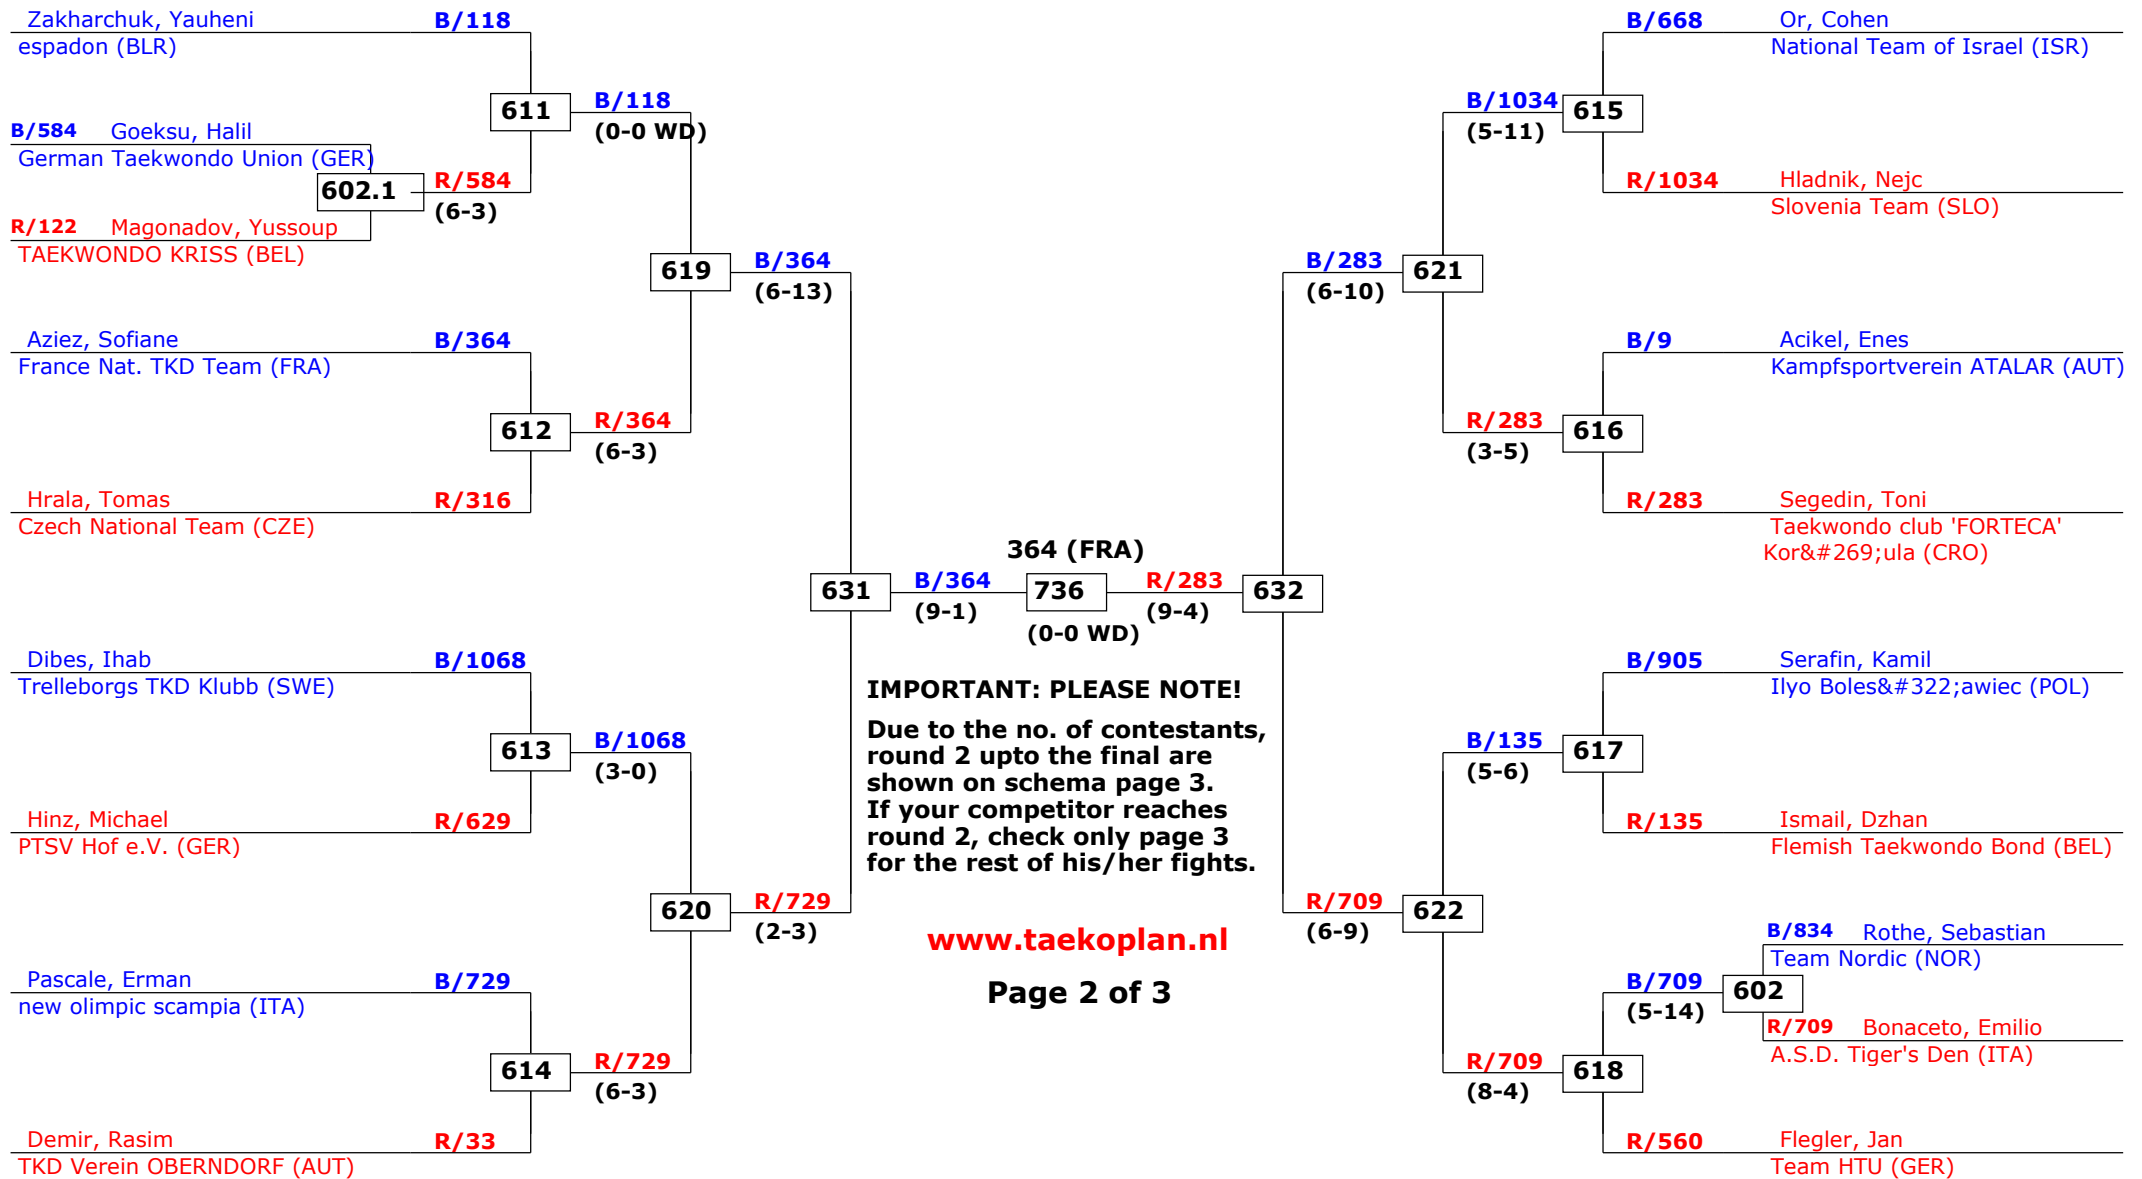 Zakharchuk, Yauheni B/118
espadon (BLR)
611
B/118
(0-0 WD)
B/584 Goeksu, Halil
German Taekwondo Union (GER)
602.1
R/584
(6-3)
R/122 Magonadov, Yussoup
TAEKWONDO KRISS (BEL)
619
B/364
(6-13)
Aziez, Sofiane B/364
France Nat. TKD Team (FRA)
612
R/364
(6-3)
Hrala, Tomas R/316
Czech National Team (CZE)
631
B/364
(9-1)
Dibes, Ihab B/1068
Trelleborgs TKD Klubb (SWE)
613
B/1068
(3-0)
Hinz, Michael R/629
PTSV Hof e.V. (GER)
620
R/729
(2-3)
Pascale, Erman B/729
new olimpic scampia (ITA)
614
R/729
(6-3)
Demir, Rasim R/33
TKD Verein OBERNDORF (AUT)
364 (FRA)
736
(0-0 WD)
IMPORTANT: PLEASE NOTE!
Due to the no. of contestants,
round 2 upto the final are
shown on schema page 3.
If your competitor reaches
round 2, check only page 3
for the rest of his/her fights.
www.taekoplan.nl
Page 2 of 3
B/668 Or, Cohen
National Team of Israel (ISR)
B/1034
(5-11)
615
R/1034 Hladnik, Nejc
Slovenia Team (SLO)
B/283
(6-10)
621
B/9 Acikel, Enes
Kampfsportverein ATALAR (AUT)
R/283
(3-5)
616
R/283 Segedin, Toni
Taekwondo club 'FORTECA'
Kor&#269;ula (CRO)
R/283
(9-4)
632
B/905 Serafin, Kamil
Ilyo Boles&#322;awiec (POL)
B/135
(5-6)
617
R/135 Ismail, Dzhan
Flemish Taekwondo Bond (BEL)
R/709
(6-9)
622
B/834 Rothe, Sebastian
Team Nordic (NOR)
B/709
(5-14)
602
R/709 Bonaceto, Emilio
A.S.D. Tiger's Den (ITA)
R/709
(8-4)
618
R/560 Flegler, Jan
Team HTU (GER)